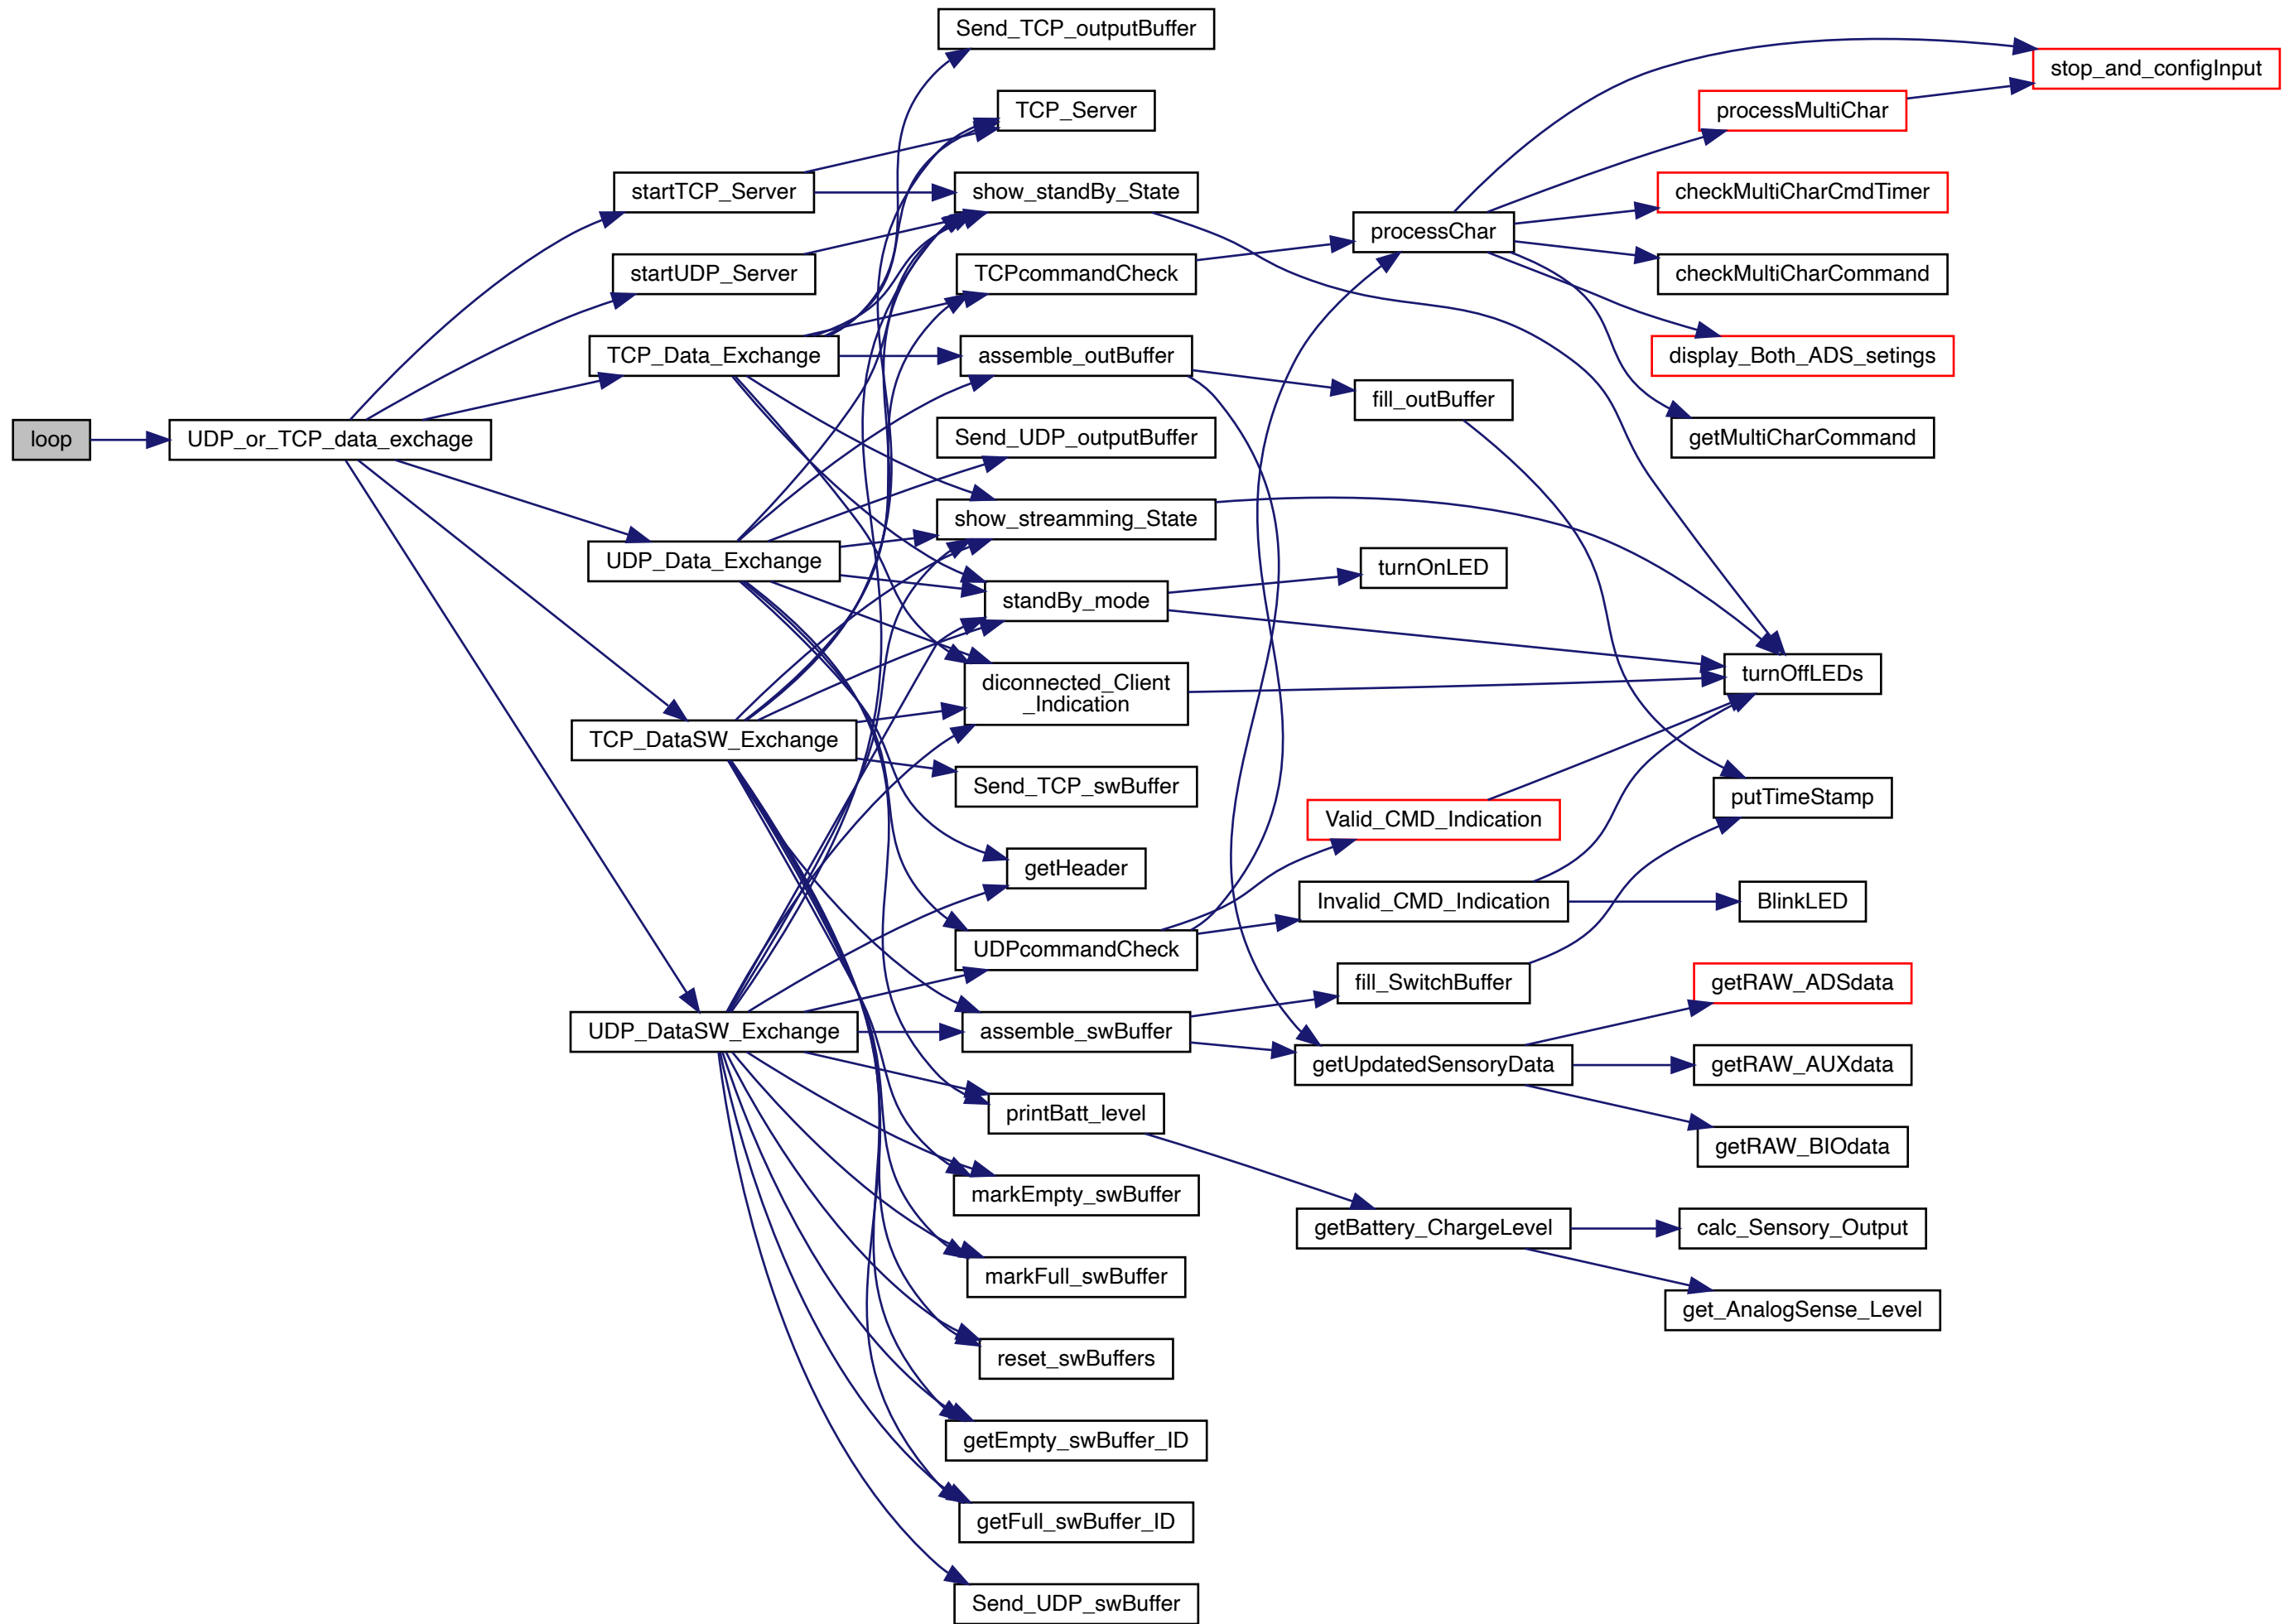 loop
UDP_or_TCP_data_exchage
startTCP_Server
startUDP_Server
TCP_Data_Exchange
UDP_Data_Exchange
TCP_DataSW_Exchange
UDP_DataSW_Exchange
Send_TCP_outputBuffer
TCP_Server
show_standBy_State
TCPcommandCheck
assemble_outBuffer
Send_UDP_outputBuffer
show_streamming_State
standBy_mode
diconnected_Client
_Indication
Send_TCP_swBuffer
getHeader
UDPcommandCheck
assemble_swBuffer
printBatt_level
markEmpty_swBuffer
markFull_swBuffer
reset_swBuffers
getEmpty_swBuffer_ID
getFull_swBuffer_ID
Send_UDP_swBuffer
processChar
fill_outBuffer
turnOnLED
Valid_CMD_Indication
Invalid_CMD_Indication
fill_SwitchBuffer
getUpdatedSensoryData
getBattery_ChargeLevel
processMultiChar
checkMultiCharCmdTimer
checkMultiCharCommand
display_Both_ADS_setings
getMultiCharCommand
turnOffLEDs
putTimeStamp
BlinkLED
getRAW_ADSdata
getRAW_AUXdata
getRAW_BIOdata
calc_Sensory_Output
get_AnalogSense_Level
stop_and_configInput